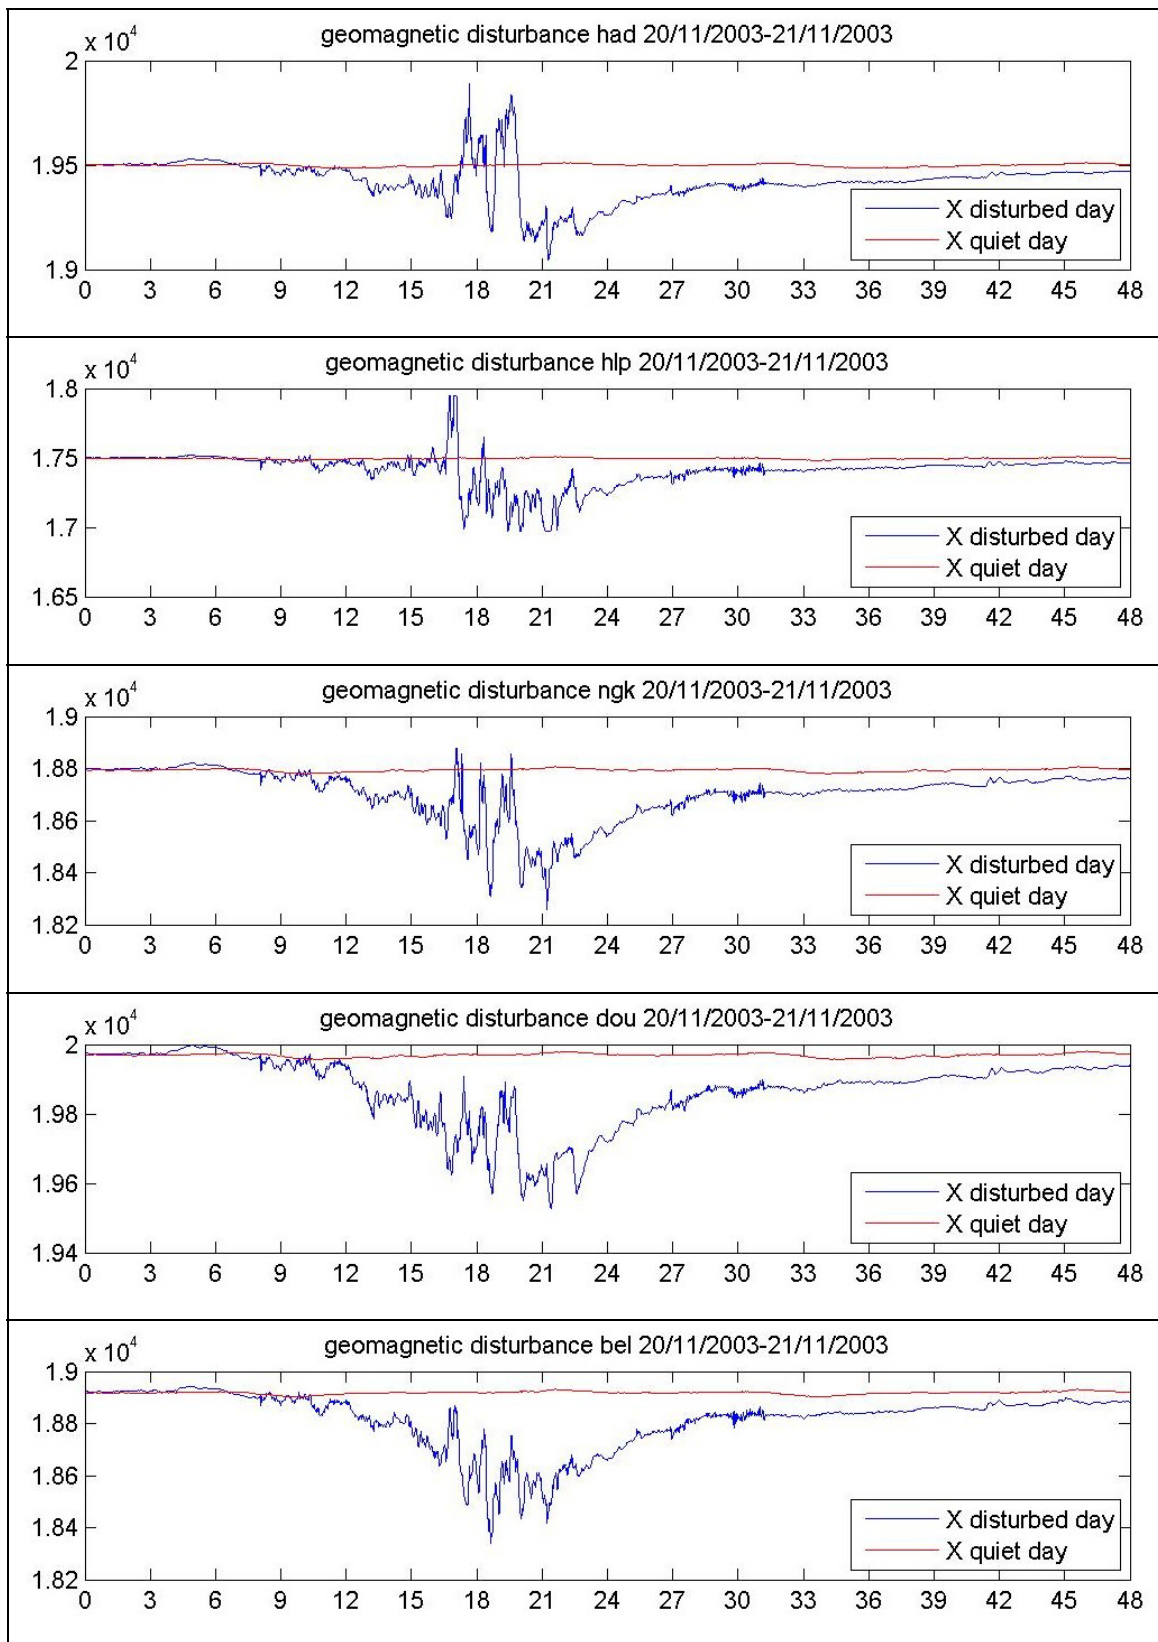 x 10^4
geomagnetic disturbance had 20/11/2003-21/11/2003
2
1.95
1.9
X disturbed day
X quiet day
0 3 6 9 12 15 18 21 24 27 30 33 36 39 42 45 48
x 10^4
geomagnetic disturbance hlp 20/11/2003-21/11/2003
1.8
1.75
1.7
1.65
X disturbed day
X quiet day
0 3 6 9 12 15 18 21 24 27 30 33 36 39 42 45 48
x 10^4
geomagnetic disturbance ngk 20/11/2003-21/11/2003
1.9
1.88
1.86
1.84
1.82
X disturbed day
X quiet day
0 3 6 9 12 15 18 21 24 27 30 33 36 39 42 45 48
x 10^4
geomagnetic disturbance dou 20/11/2003-21/11/2003
2
1.98
1.96
1.94
X disturbed day
X quiet day
0 3 6 9 12 15 18 21 24 27 30 33 36 39 42 45 48
x 10^4
geomagnetic disturbance bel 20/11/2003-21/11/2003
1.9
1.88
1.86
1.84
1.82
X disturbed day
X quiet day
0 3 6 9 12 15 18 21 24 27 30 33 36 39 42 45 48